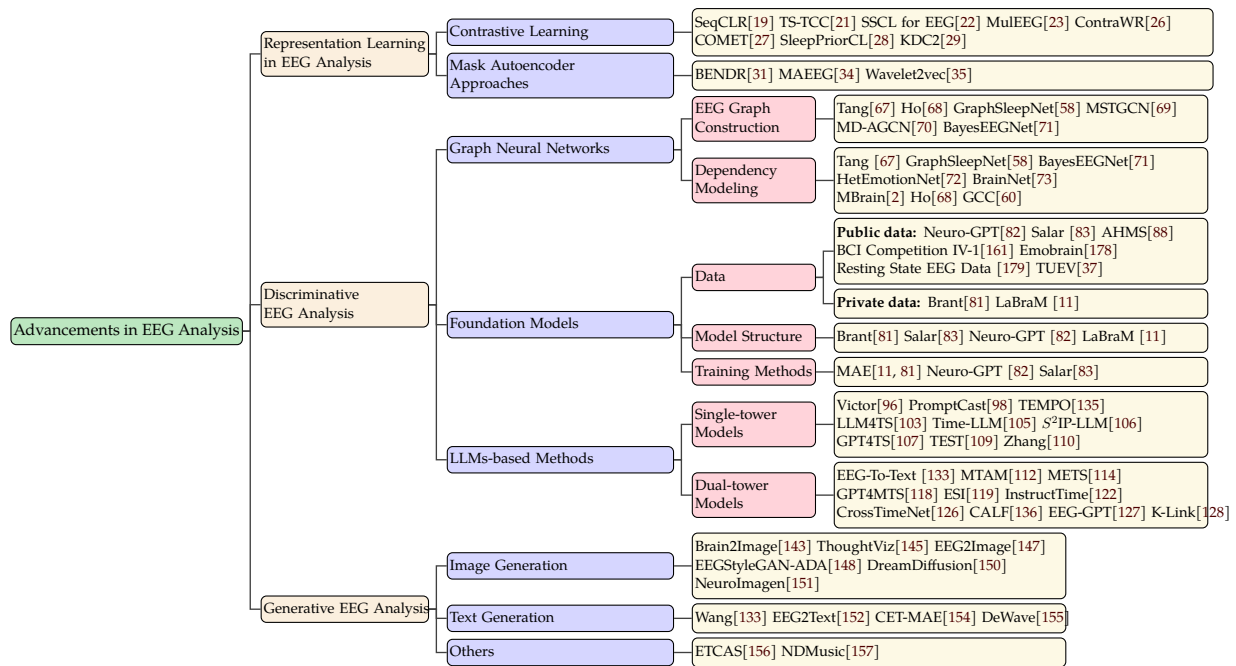 Advancements in EEG Analysis
Representation Learning
in EEG Analysis
Contrastive Learning
SeqCLR[19] TS-TCC[21] SSCL for EEG[22] MulEEG[23] ContraWR[26]
COMET[27] SleepPriorCL[28] KDC2[29]
Mask Autoencoder
Approaches
BENDR[31] MAEEG[34] Wavelet2vec[35]
Discriminative
EEG Analysis
Graph Neural Networks
EEG Graph
Construction
Tang[67] Ho[68] GraphSleepNet[58] MSTGCN[69]
MD-AGCN[70] BayesEEGNet[71]
Dependency
Modeling
Tang [67] GraphSleepNet[58] BayesEEGNet[71]
HetEmotionNet[72] BrainNet[73]
MBrain[2] Ho[68] GCC[60]
Foundation Models
Data
Public data: Neuro-GPT[82] Salar [83] AHMS[88]
BCI Competition IV-1[161] Emobrain[178]
Resting State EEG Data [179] TUEV[37]
Private data: Brant[81] LaBraM [11]
Model Structure
Brant[81] Salar[83] Neuro-GPT [82] LaBraM [11]
Training Methods
MAE[11, 81] Neuro-GPT [82] Salar[83]
LLMs-based Methods
Single-tower
Models
Victor[96] PromptCast[98] TEMPO[135]
LLM4TS[103] Time-LLM[105] S²IP-LLM[106]
GPT4TS[107] TEST[109] Zhang[110]
Dual-tower
Models
EEG-To-Text [133] MTAM[112] METS[114]
GPT4MTS[118] ESI[119] InstructTime[122]
CrossTimeNet[126] CALF[136] EEG-GPT[127] K-Link[128]
Generative EEG Analysis
Image Generation
Brain2Image[143] ThoughtViz[145] EEG2Image[147]
EEGStyleGAN-ADA[148] DreamDiffusion[150]
NeuroImagen[151]
Text Generation
Wang[133] EEG2Text[152] CET-MAE[154] DeWave[155]
Others
ETCAS[156] NDMusic[157]